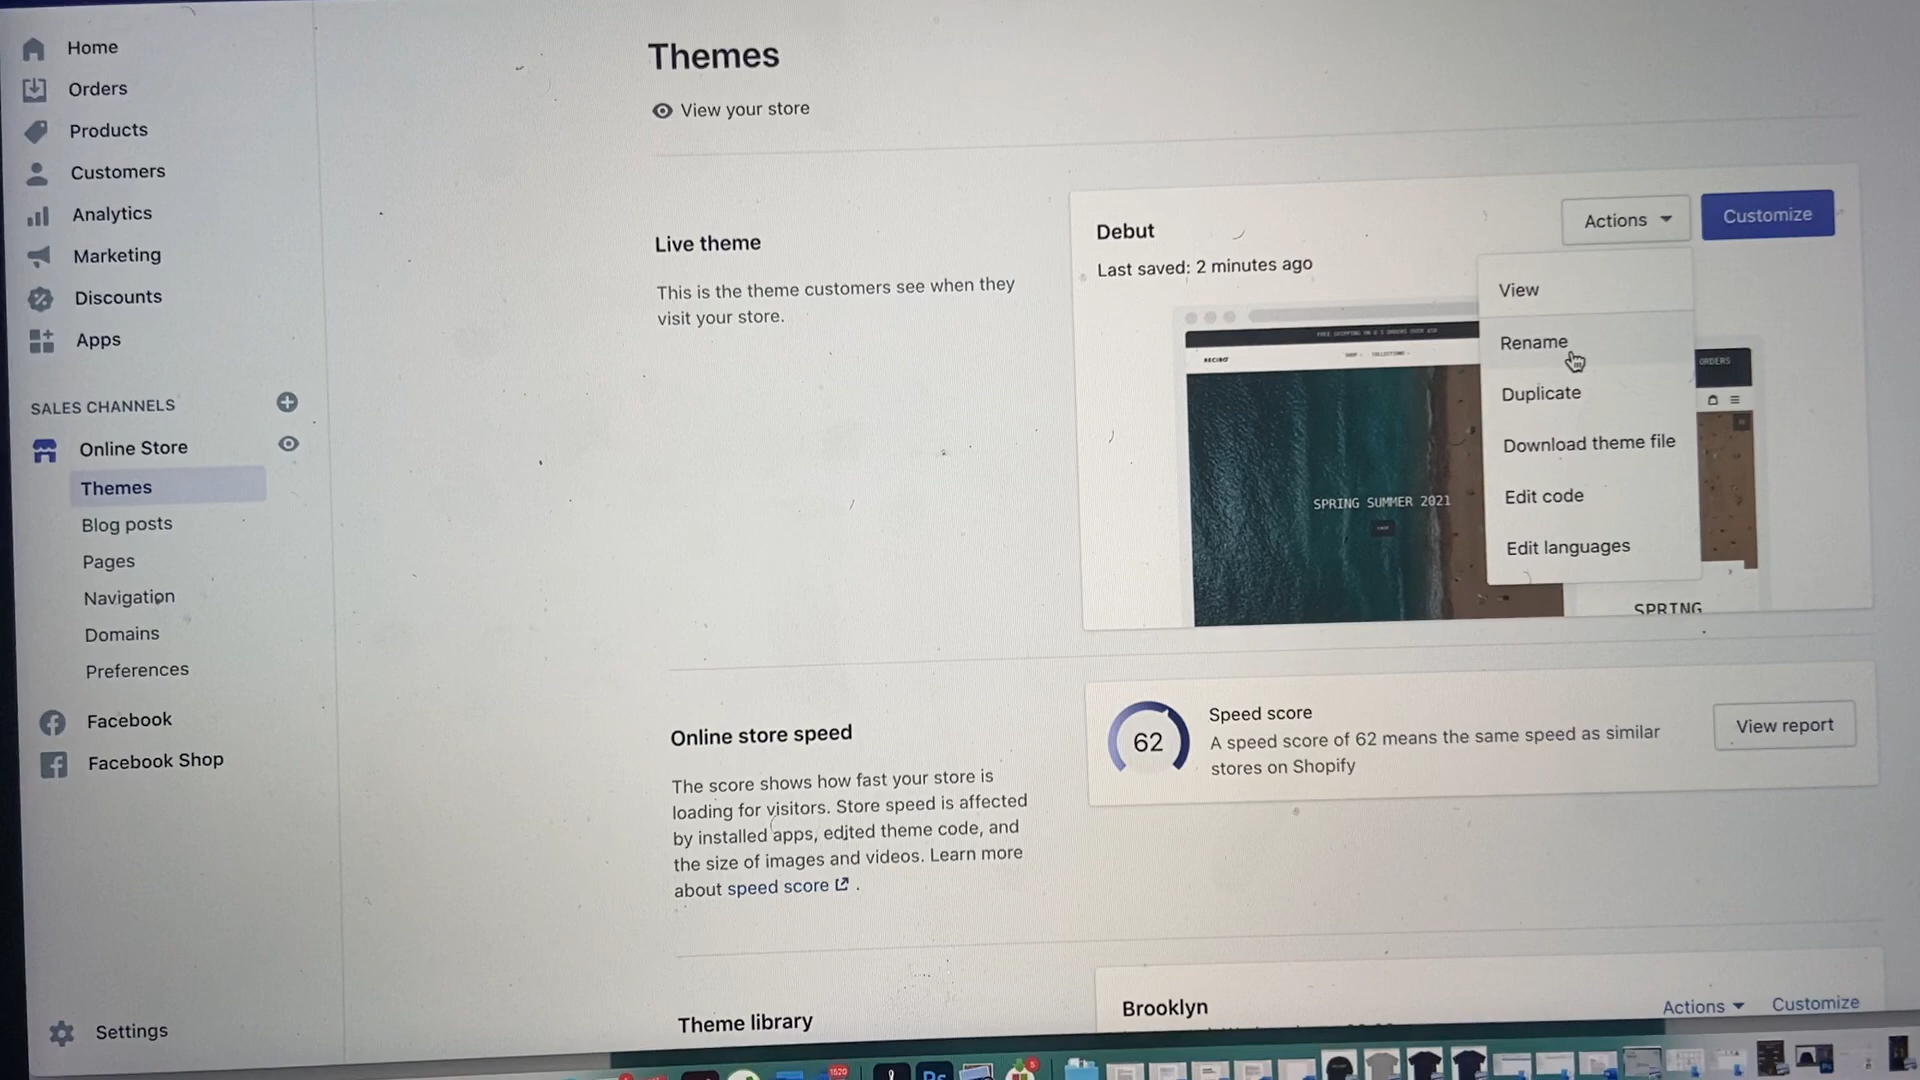 Home
Orders
Products
Customers
Analytics
Marketing
Discounts
Apps
SALES CHANNELS
Online Store
Themes
Blog posts
Pages
Navigation
Domains
Preferences
Facebook
Facebook Shop
Settings
Themes
View your store
Live theme
This is the theme customers see when they
visit your store.
Debut
Last saved: 2 minutes ago
Actions
Customize
View
Rename
Duplicate
Download theme file
Edit code
Edit languages
RECIBO
ORDERS
SPRING SUMMER 2021
SPRING
Online store speed
The score shows how fast your store is
loading for visitors. Store speed is affected
by installed apps, edited theme code, and
the size of images and videos. Learn more
about speed score .
62
Speed score
A speed score of 62 means the same speed as similar
stores on Shopify
View report
Theme library
Brooklyn
Actions
Customize
1520
5
Ps